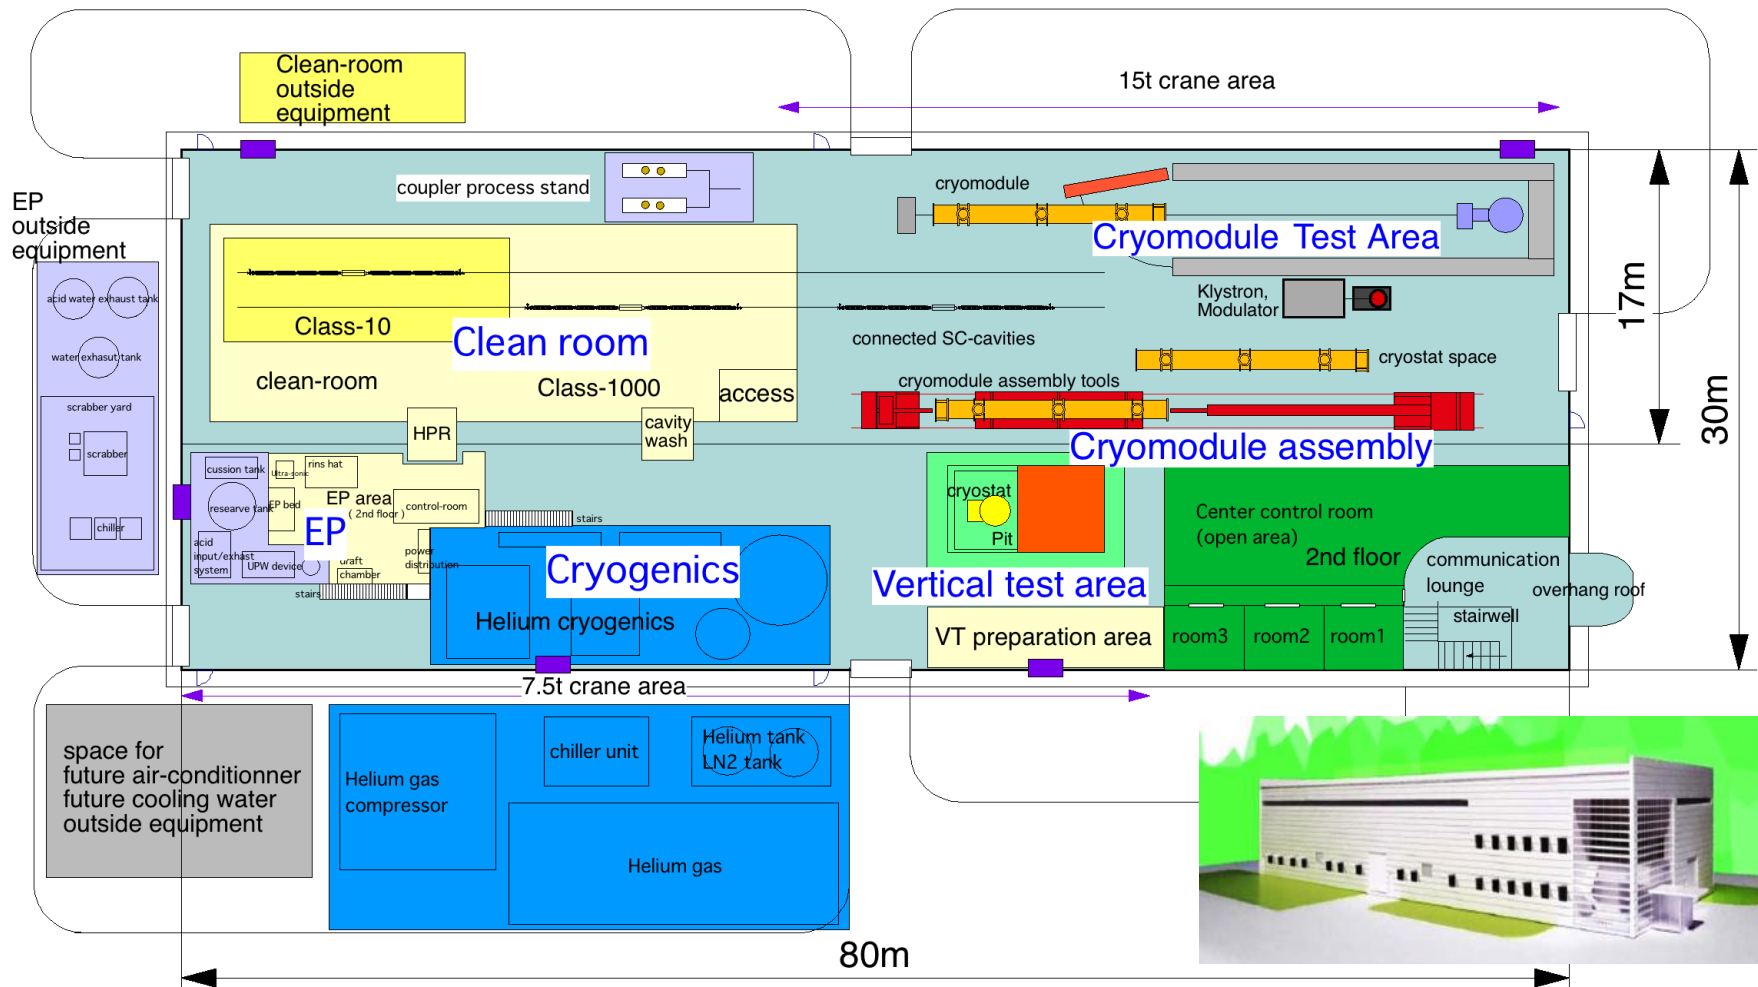 Clean-room
outside
equipment
15t crane area
EP
outside
equipment
coupler process stand
cryomodule
Cryomodule Test Area
acid water exhaust tank
water exhasut tank
Class-10
Clean room
clean-room
Class-1000
access
connected SC-cavities
Klystron,
Modulator
cryostat space
cryomodule assembly tools
17m
30m
scrabber yard
scrabber
chiller
HPR
cavity
wash
Cryomodule assembly
cussion tank
Ultra-sonic
rins hat
researve tank
EP bed
EP area
( 2nd floor )
control-room
EP
acid
input/exhast
system
UPW device
draft
chamber
power
distribution
stairs
stairs
Cryogenics
Helium cryogenics
cryostat
Pit
Vertical test area
VT preparation area
Center control room
(open area)
2nd floor
communication
lounge
overhang roof
stairwell
room3
room2
room1
7.5t crane area
space for
future air-conditionner
future cooling water
outside equipment
Helium gas
compressor
chiller unit
Helium tank
LN2 tank
Helium gas
80m